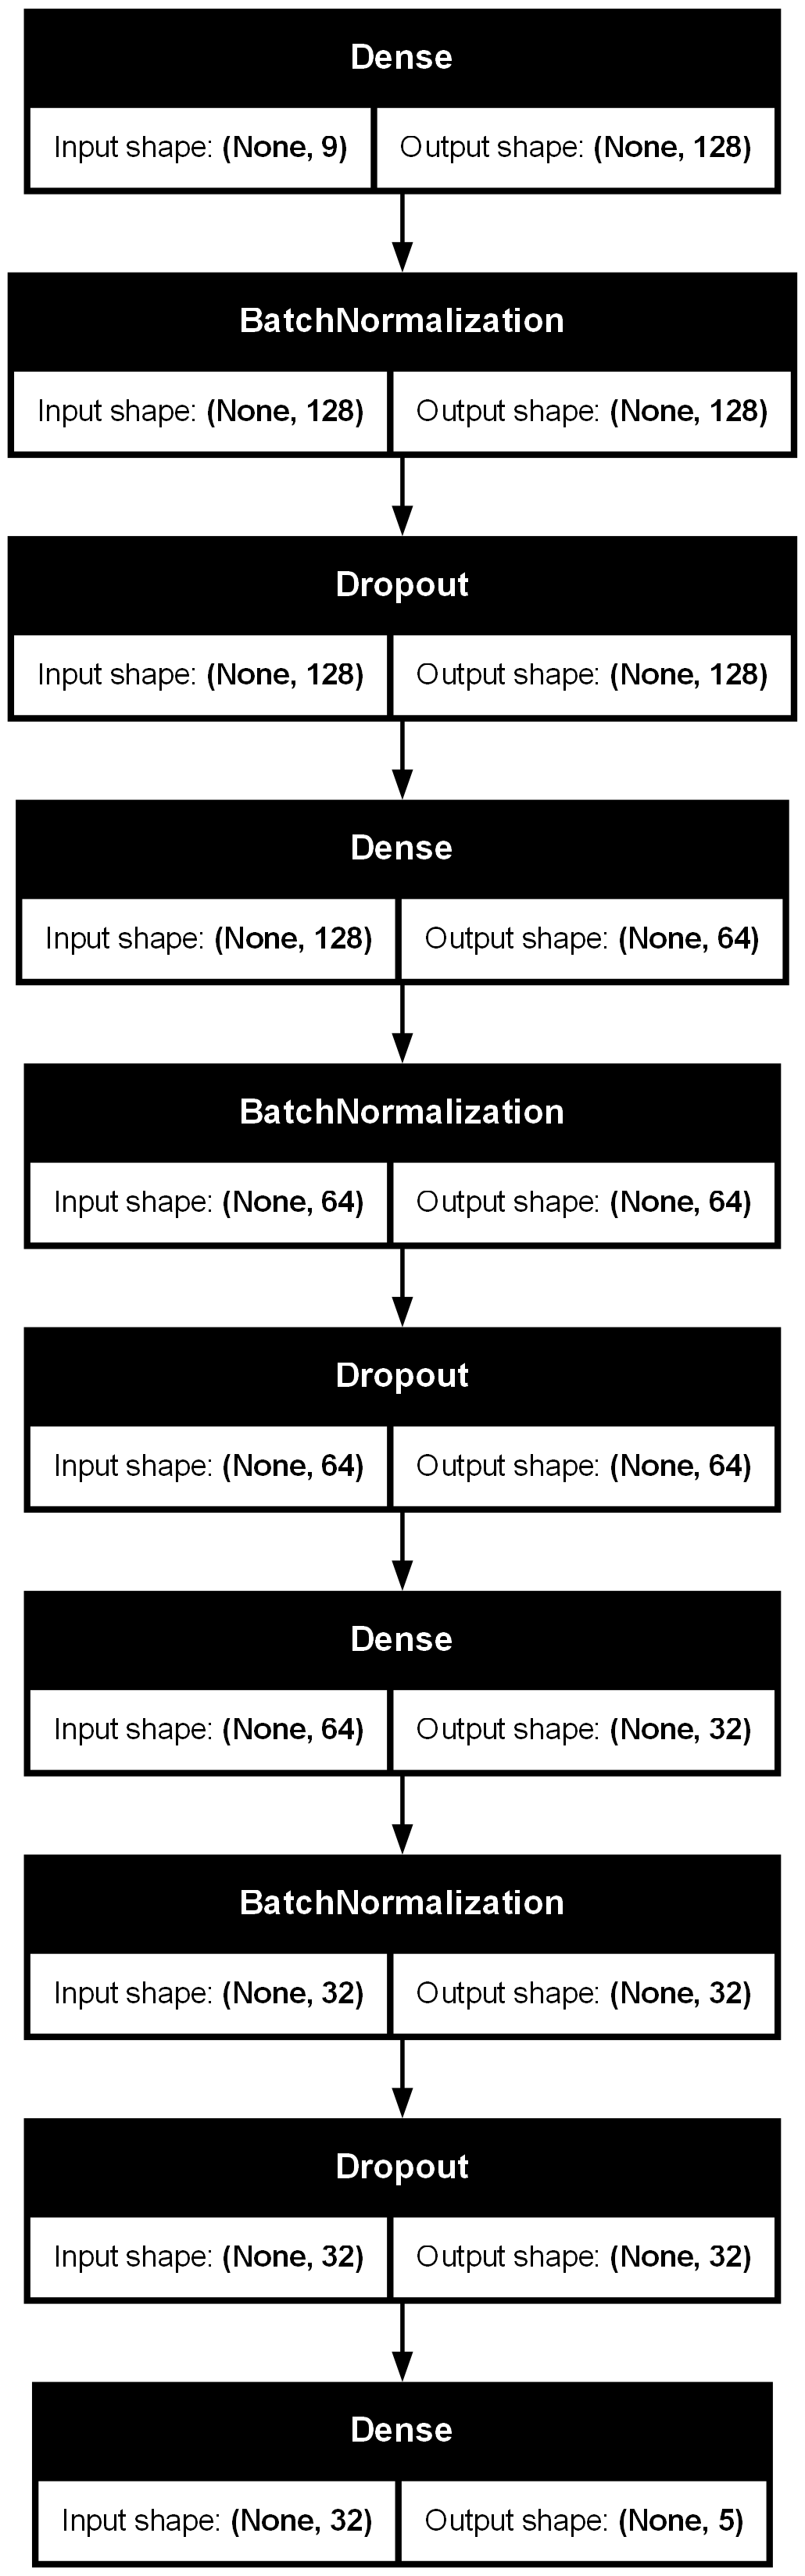 Dense
Input shape: (None, 9) Output shape: (None, 128)
BatchNormalization
Input shape: (None, 128) Output shape: (None, 128)
Dropout
Input shape: (None, 128) Output shape: (None, 128)
Dense
Input shape: (None, 128) Output shape: (None, 64)
BatchNormalization
Input shape: (None, 64) Output shape: (None, 64)
Dropout
Input shape: (None, 64) Output shape: (None, 64)
Dense
Input shape: (None, 64) Output shape: (None, 32)
BatchNormalization
Input shape: (None, 32) Output shape: (None, 32)
Dropout
Input shape: (None, 32) Output shape: (None, 32)
Dense
Input shape: (None, 32) Output shape: (None, 5)